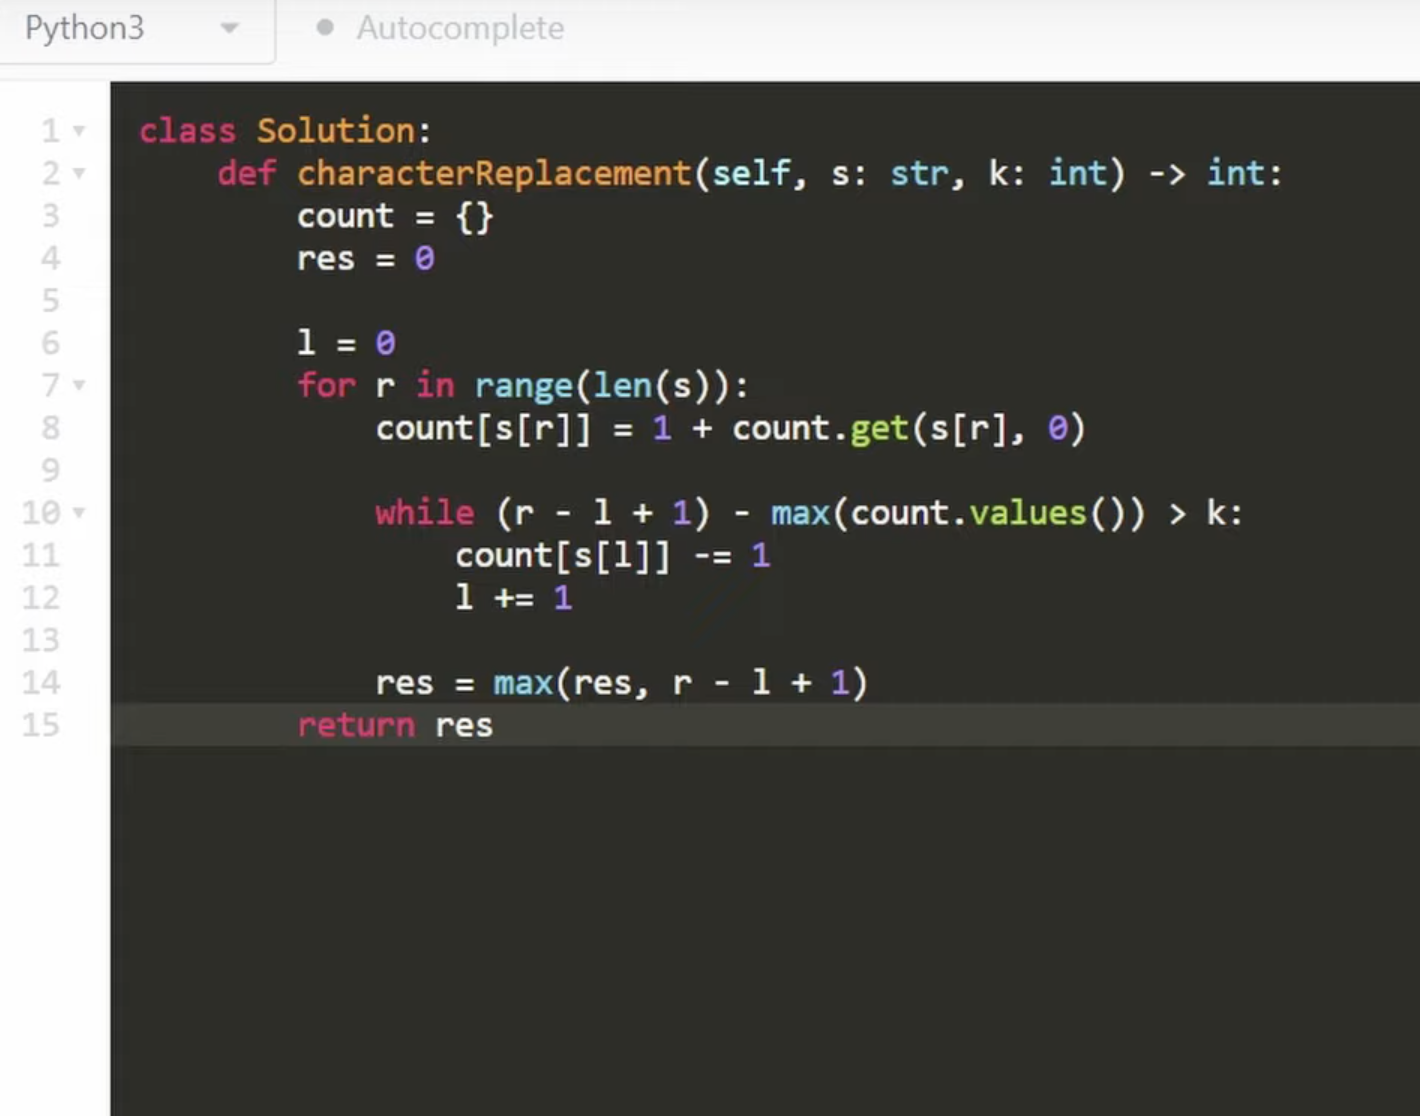 Python3 Autocomplete
1 class Solution:
2     def characterReplacement(self, s: str, k: int) -> int:
3         count = {}
4         res = 0
5
6         l = 0
7         for r in range(len(s)):
8             count[s[r]] = 1 + count.get(s[r], 0)
9
10             while (r - l + 1) - max(count.values()) > k:
11                 count[s[l]] -= 1
12                 l += 1
13
14             res = max(res, r - l + 1)
15         return res